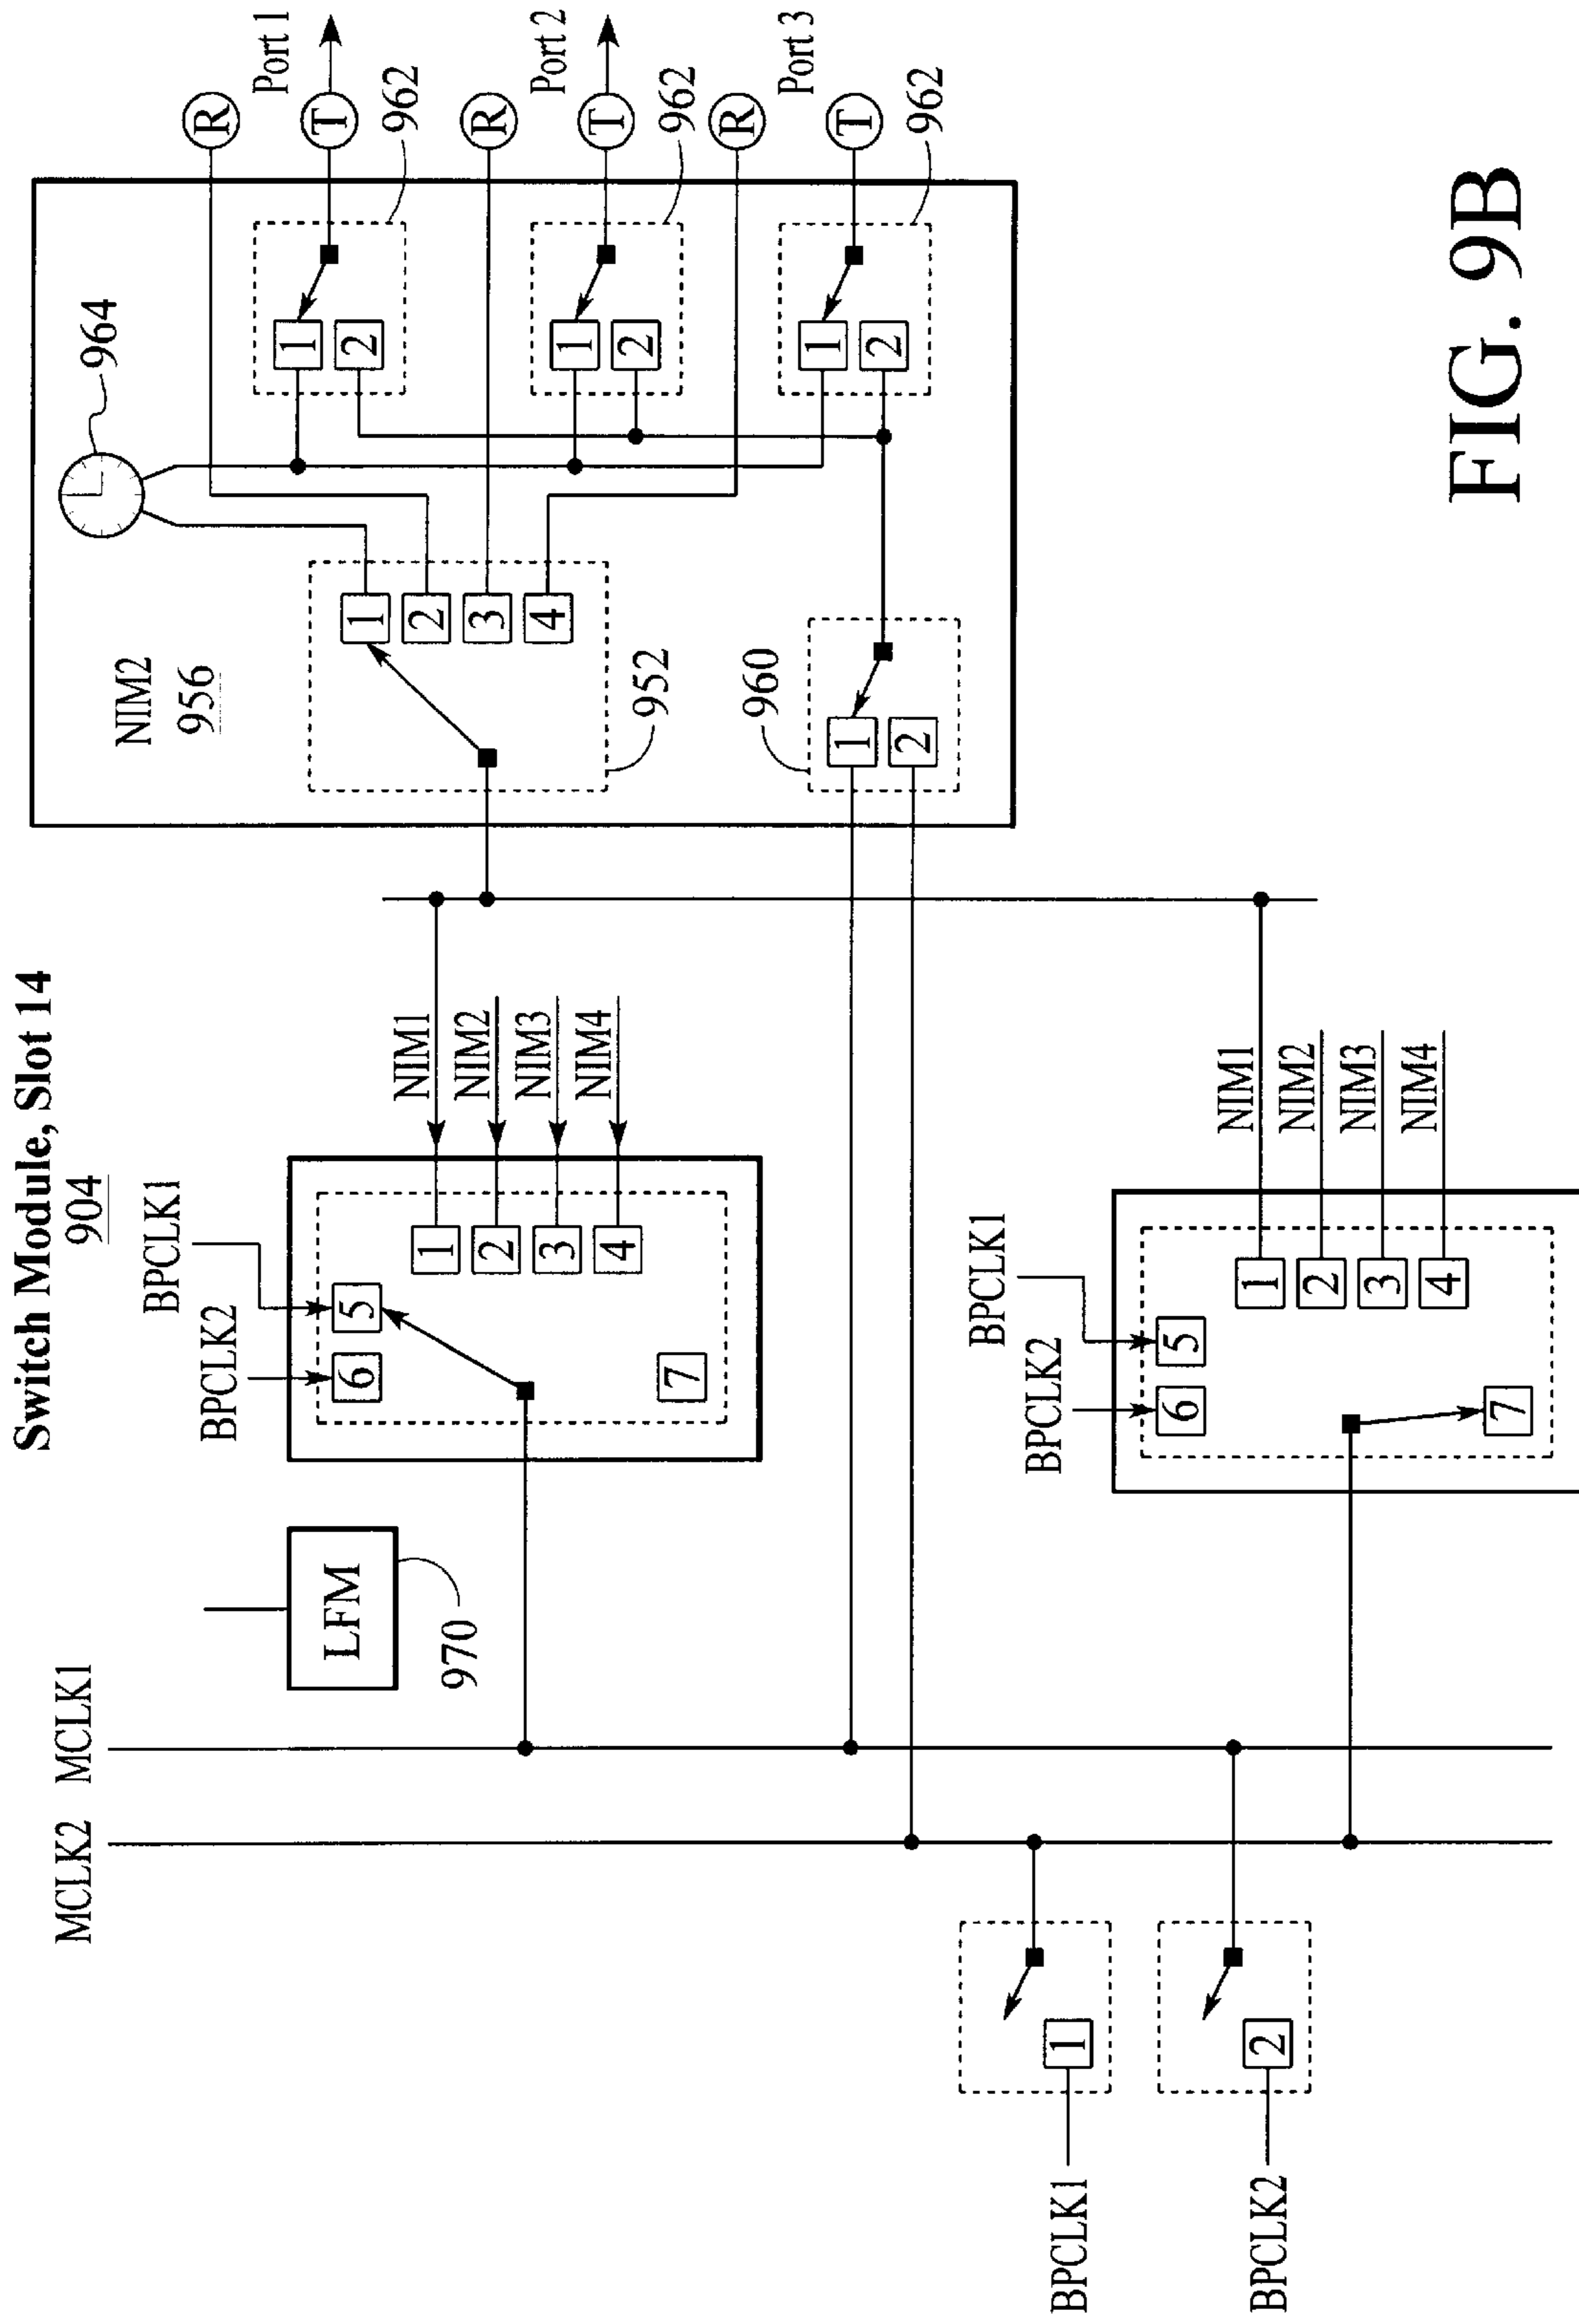 Switch Module, Slot 14
904
MCLK2
MCLK1
LFM
970
BPCLK2
BPCLK1
6
5
1
2
3
4
7
NIM1
NIM2
NIM3
NIM4
NIM2
956
964
1
2
3
4
952
960
1
2
R
Port 1
T
1
2
962
R
Port 2
T
1
2
962
R
Port 3
T
1
2
962
BPCLK2
BPCLK1
6
5
1
2
3
4
7
NIM1
NIM2
NIM3
NIM4
BPCLK1
1
BPCLK2
2
FIG. 9B